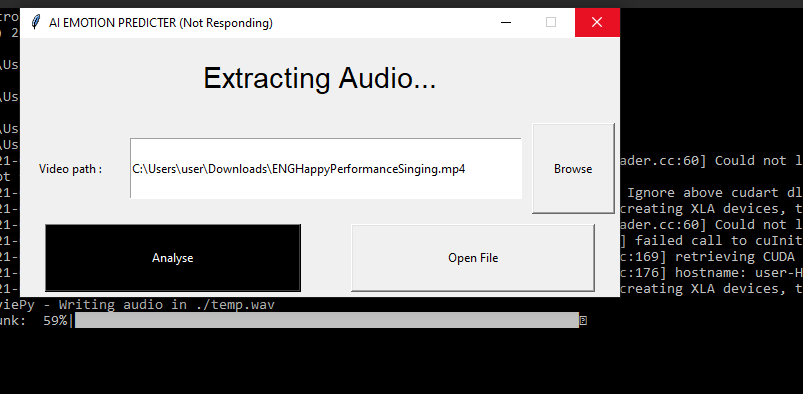 AI EMOTION PREDICTER (Not Responding)
Extracting Audio...
Video path :
C:\Users\user\Downloads\ENGHappyPerformanceSinging.mp4
Browse
Analyse
Open File
tro
) 2
\Us
\Us
\Us
\Us
21- ader.cc:60] Could not l
ot
21- Ignore above cudart dl
21- creating XLA devices, t
21- ader.cc:60] Could not l
21- ] failed call to cuInit
21- c:169] retrieving CUDA
21- c:176] hostname: user-H
21- creating XLA devices, t
viePy - Writing audio in ./temp.wav
unk: 59%|